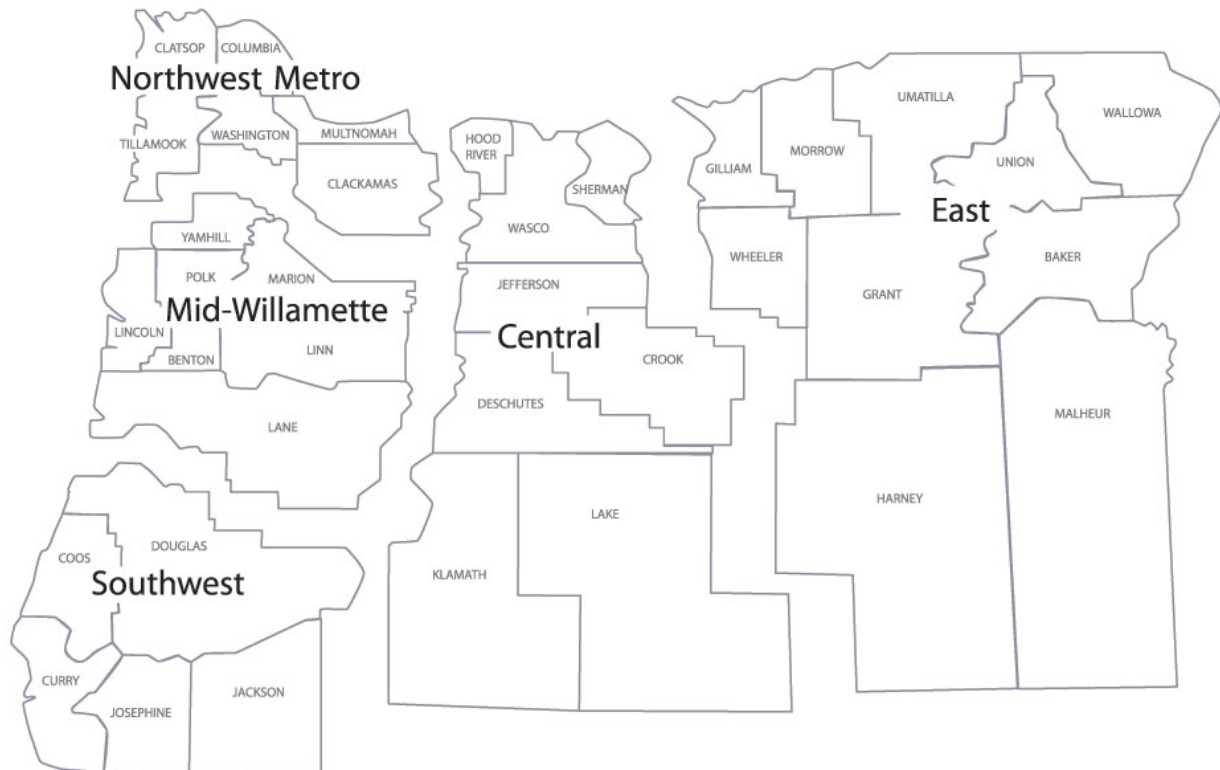 CLATSOP
COLUMBIA
Northwest Metro
TILLAMOOK
WASHINGTON
MULTNOMAH
CLACKAMAS
YAMHILL
POLK
MARION
Mid-Willamette
LINCOLN
BENTON
LINN
LANE
DOUGLAS
COOS
Southwest
CURRY
JOSEPHINE
JACKSON
HOOD
RIVER
SHERMAN
WASCO
JEFFERSON
Central
CROOK
DESCHUTES
KLAMATH
LAKE
UMATILLA
WALLOWA
MORROW
GILLIAM
UNION
East
WHEELER
BAKER
GRANT
MALHEUR
HARNEY